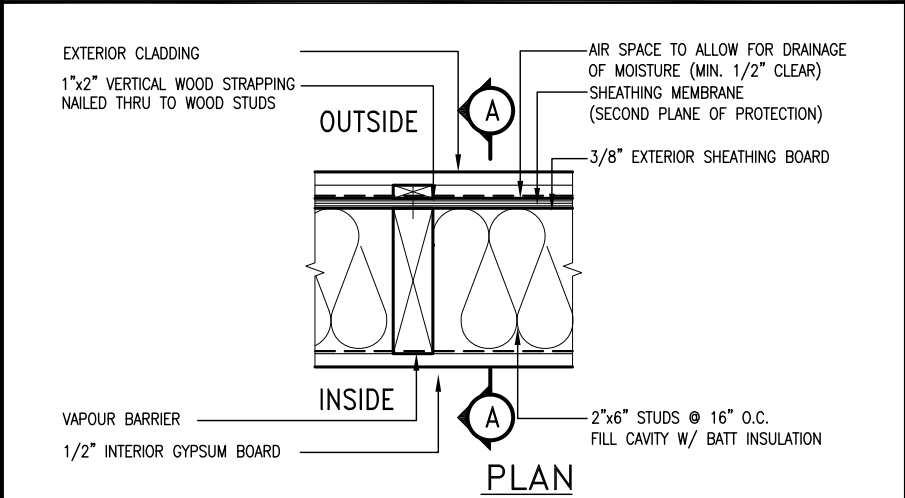 EXTERIOR CLADDING
1"x2" VERTICAL WOOD STRAPPING
NAILED THRU TO WOOD STUDS
OUTSIDE
A
AIR SPACE TO ALLOW FOR DRAINAGE
OF MOISTURE (MIN. 1/2" CLEAR)
SHEATHING MEMBRANE
(SECOND PLANE OF PROTECTION)
3/8" EXTERIOR SHEATHING BOARD
INSIDE
VAPOUR BARRIER
1/2" INTERIOR GYPSUM BOARD
A
2"x6" STUDS @ 16" O.C.
FILL CAVITY W/ BATT INSULATION
PLAN